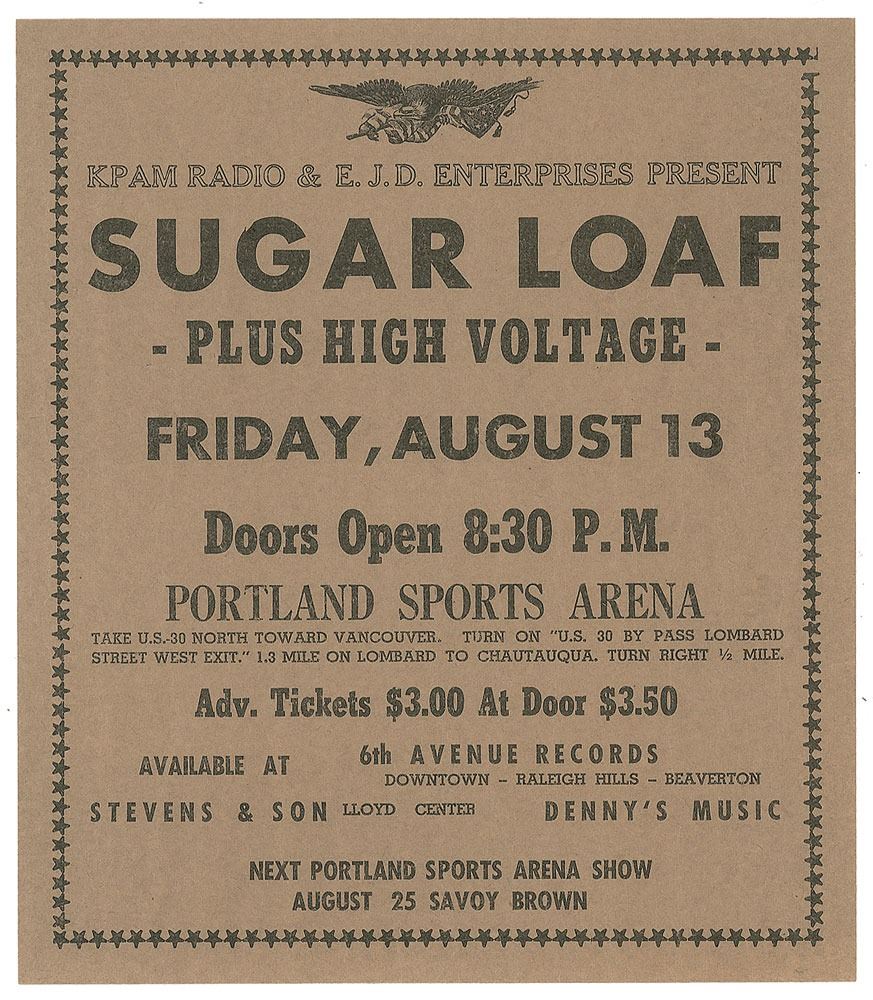 KPAM RADIO & E. J. D. ENTERPRISES PRESENT
SUGAR LOAF
- PLUS HIGH VOLTAGE -
FRIDAY, AUGUST 13
Doors Open 8:30 P. M.
PORTLAND SPORTS ARENA
TAKE U.S.-30 NORTH TOWARD VANCOUVER. TURN ON "U.S. 30 BY PASS LOMBARD
STREET WEST EXIT." 1.3 MILE ON LOMBARD TO CHAUTAUQUA. TURN RIGHT ½ MILE.
Adv. Tickets $3.00 At Door $3.50
AVAILABLE AT 6th AVENUE RECORDS
DOWNTOWN - RALEIGH HILLS - BEAVERTON
STEVENS & SON LLOYD CENTER DENNY'S MUSIC
NEXT PORTLAND SPORTS ARENA SHOW
AUGUST 25 SAVOY BROWN